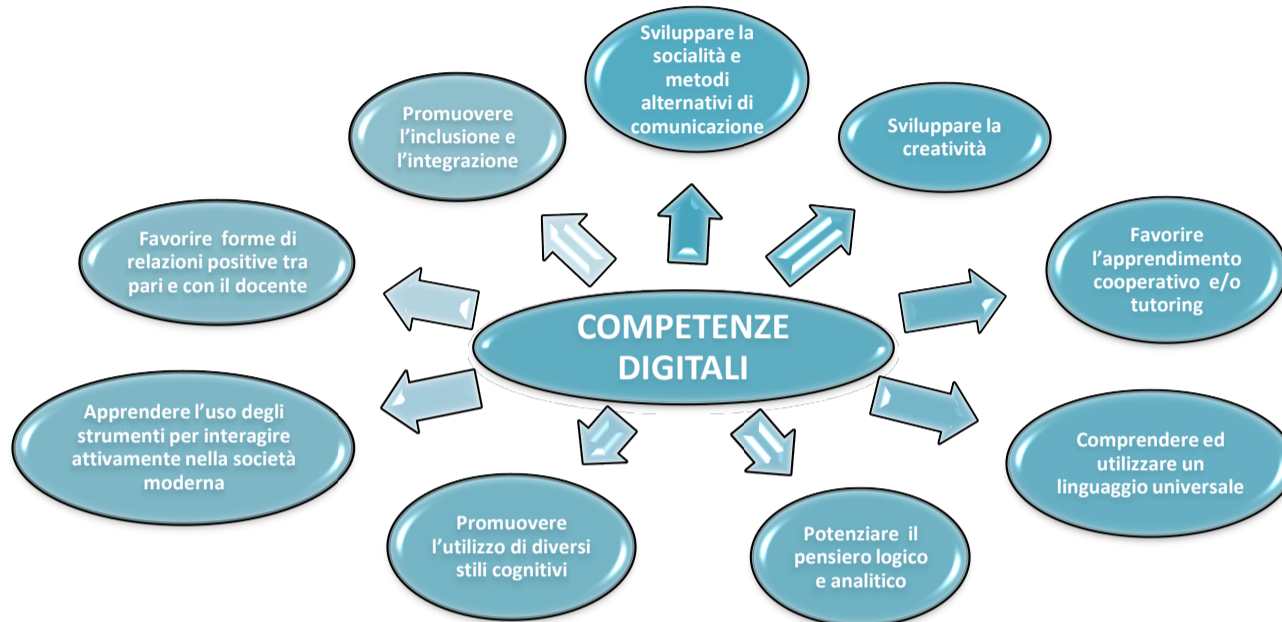 Sviluppare la
socialità e
metodi
alternativi di
comunicazione
Promuovere
l'inclusione e
l'integrazione
Sviluppare la
creatività
Favorire forme di
relazioni positive tra
pari e con il docente
Favorire
l'apprendimento
cooperativo e/o
tutoring
COMPETENZE
DIGITALI
Apprendere l'uso degli
strumenti per interagire
attivamente nella società
moderna
Comprendere ed
utilizzare un
linguaggio universale
Promuovere
l'utilizzo di diversi
stili cognitivi
Potenziare il
pensiero logico
e analitico